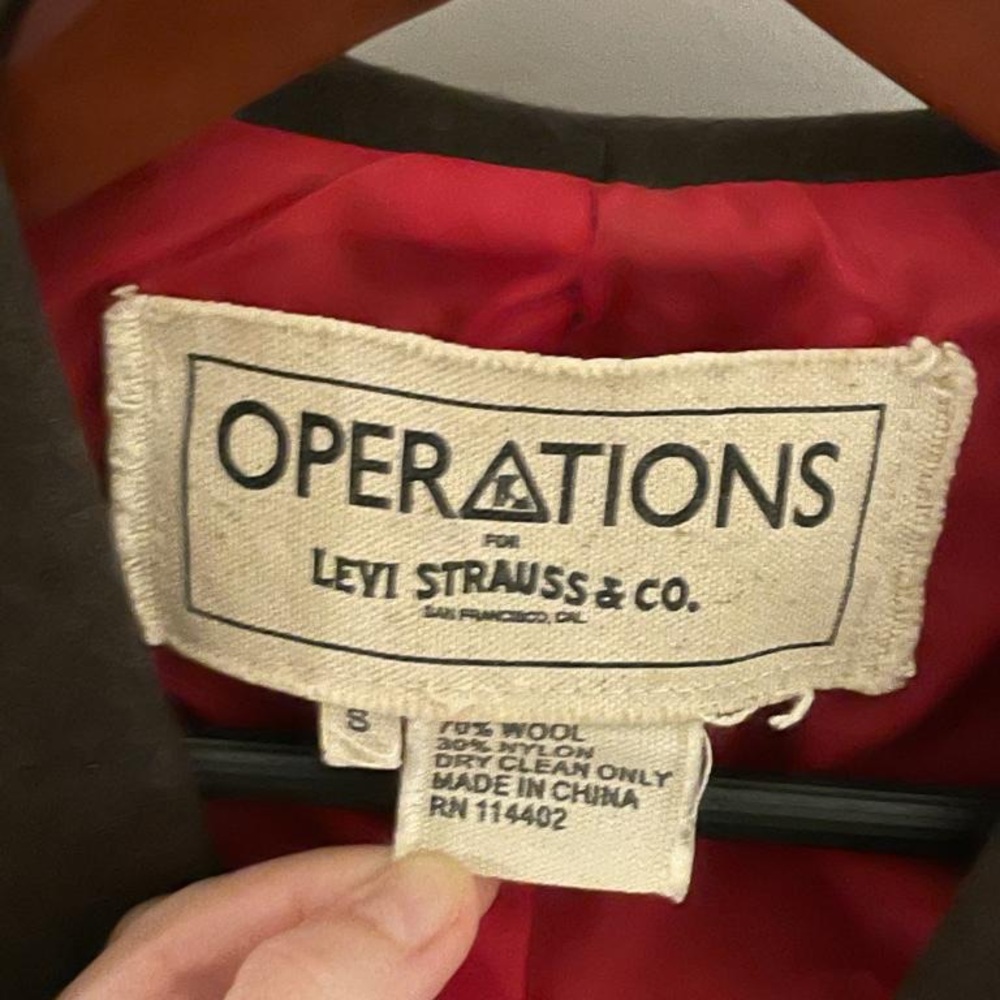 OPERATIONS
FOR
LEVI STRAUSS & CO.
SAN FRANCISCO, CAL.
S
70% WOOL
30% NYLON
DRY CLEAN ONLY
MADE IN CHINA
RN 114402